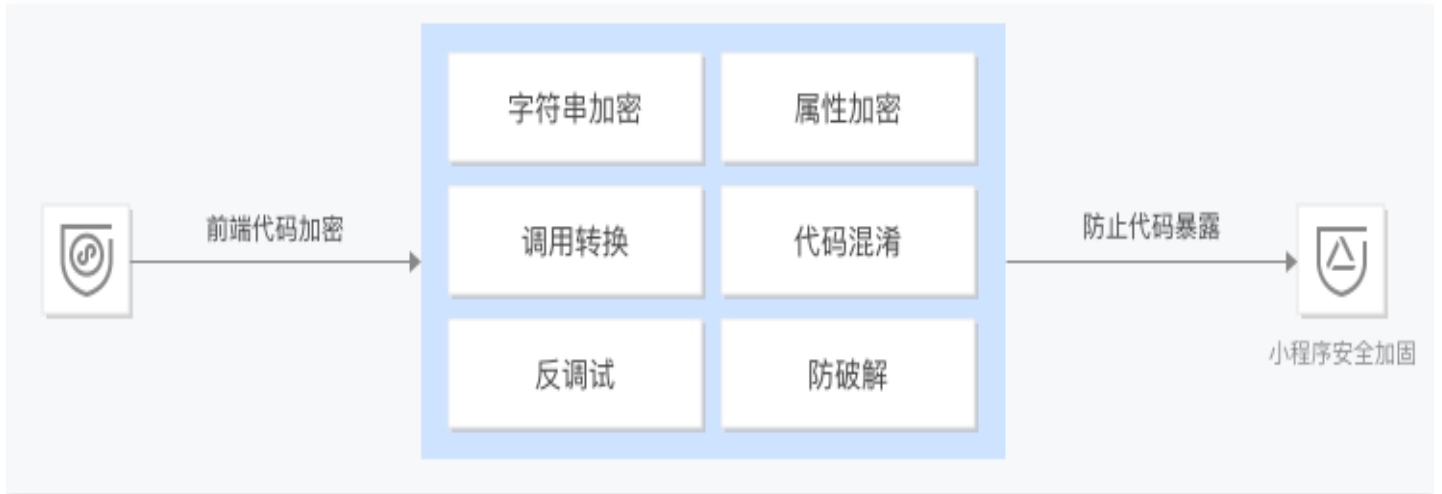 字符串加密
属性加密
前端代码加密
调用转换
代码混淆
防止代码暴露
反调试
防破解
小程序安全加固